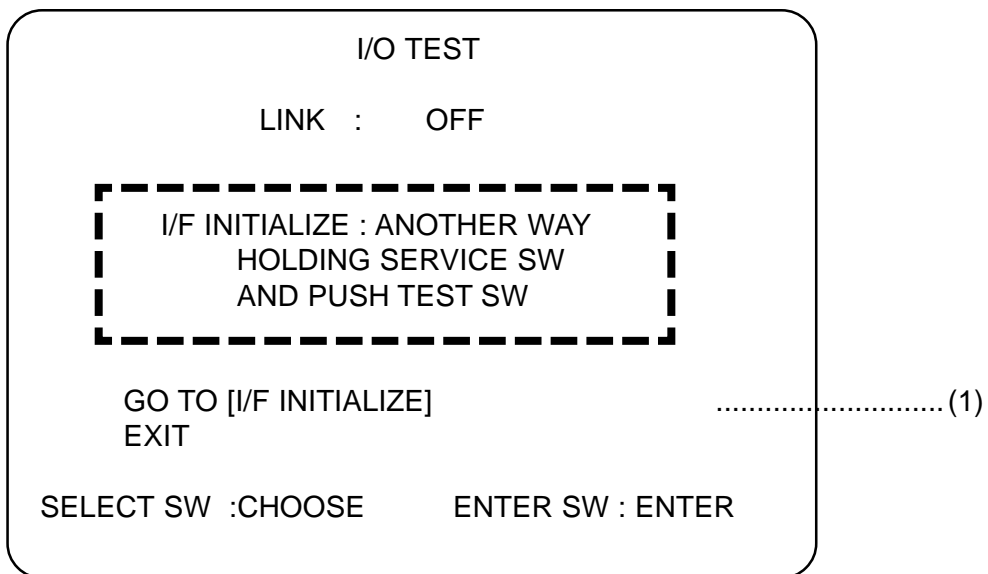 I/O TEST
LINK : OFF
I/F INITIALIZE : ANOTHER WAY
HOLDING SERVICE SW
AND PUSH TEST SW
GO TO [I/F INITIALIZE] ............................(1)
EXIT
SELECT SW :CHOOSE ENTER SW : ENTER